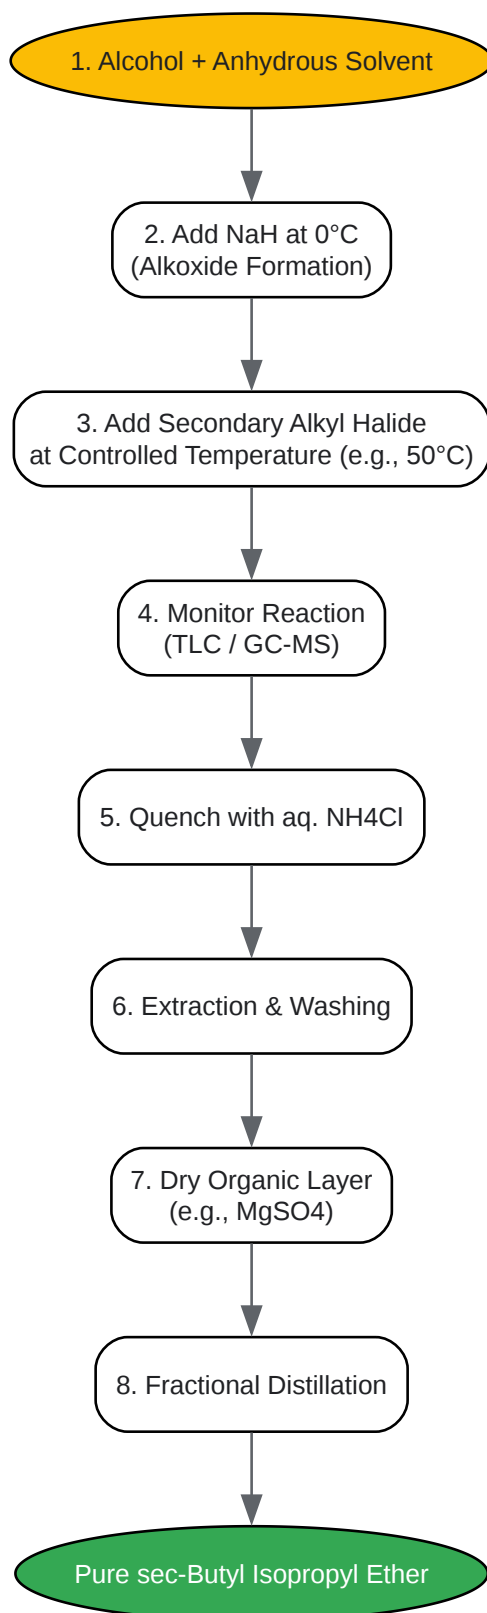 1. Alcohol + Anhydrous Solvent
2. Add NaH at 0°C
(Alkoxide Formation)
3. Add Secondary Alkyl Halide
at Controlled Temperature (e.g., 50°C)
4. Monitor Reaction
(TLC / GC-MS)
5. Quench with aq. NH4Cl
6. Extraction & Washing
7. Dry Organic Layer
(e.g., MgSO4)
8. Fractional Distillation
Pure sec-Butyl Isopropyl Ether